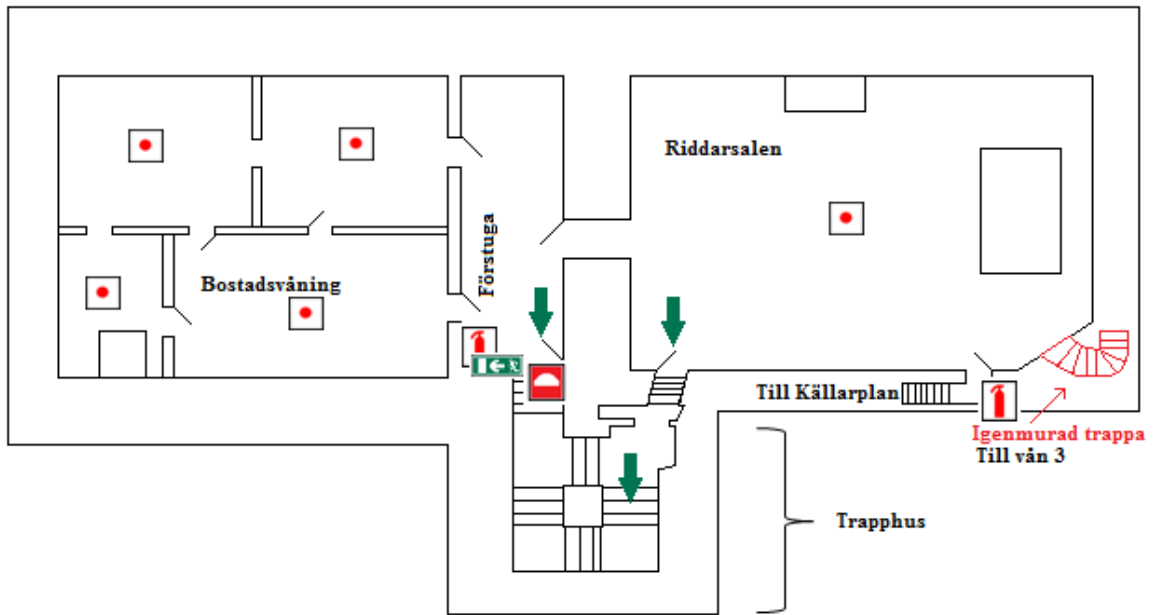 Riddarsalen
Förstuga
Bostadsvåning
Till Källarplan
Igenmurad trappa
Till vån 3
Trapphus